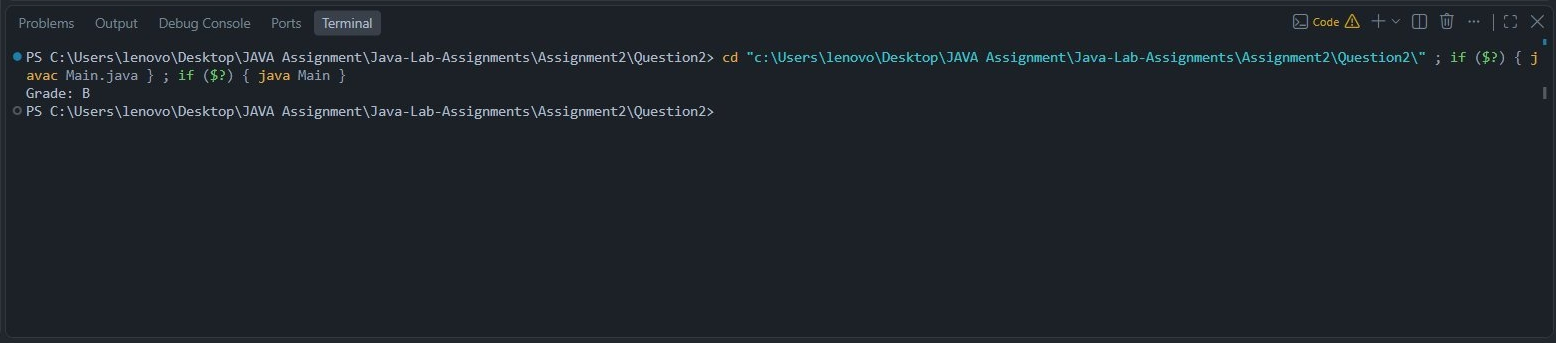 Problems Output Debug Console Ports Terminal Code
PS C:\Users\lenovo\Desktop\JAVA Assignment\Java-Lab-Assignments\Assignment2\Question2> cd "c:\Users\lenovo\Desktop\JAVA Assignment\Java-Lab-Assignments\Assignment2\Question2\" ; if ($?) { j
avac Main.java } ; if ($?) { java Main }
Grade: B
PS C:\Users\lenovo\Desktop\JAVA Assignment\Java-Lab-Assignments\Assignment2\Question2>